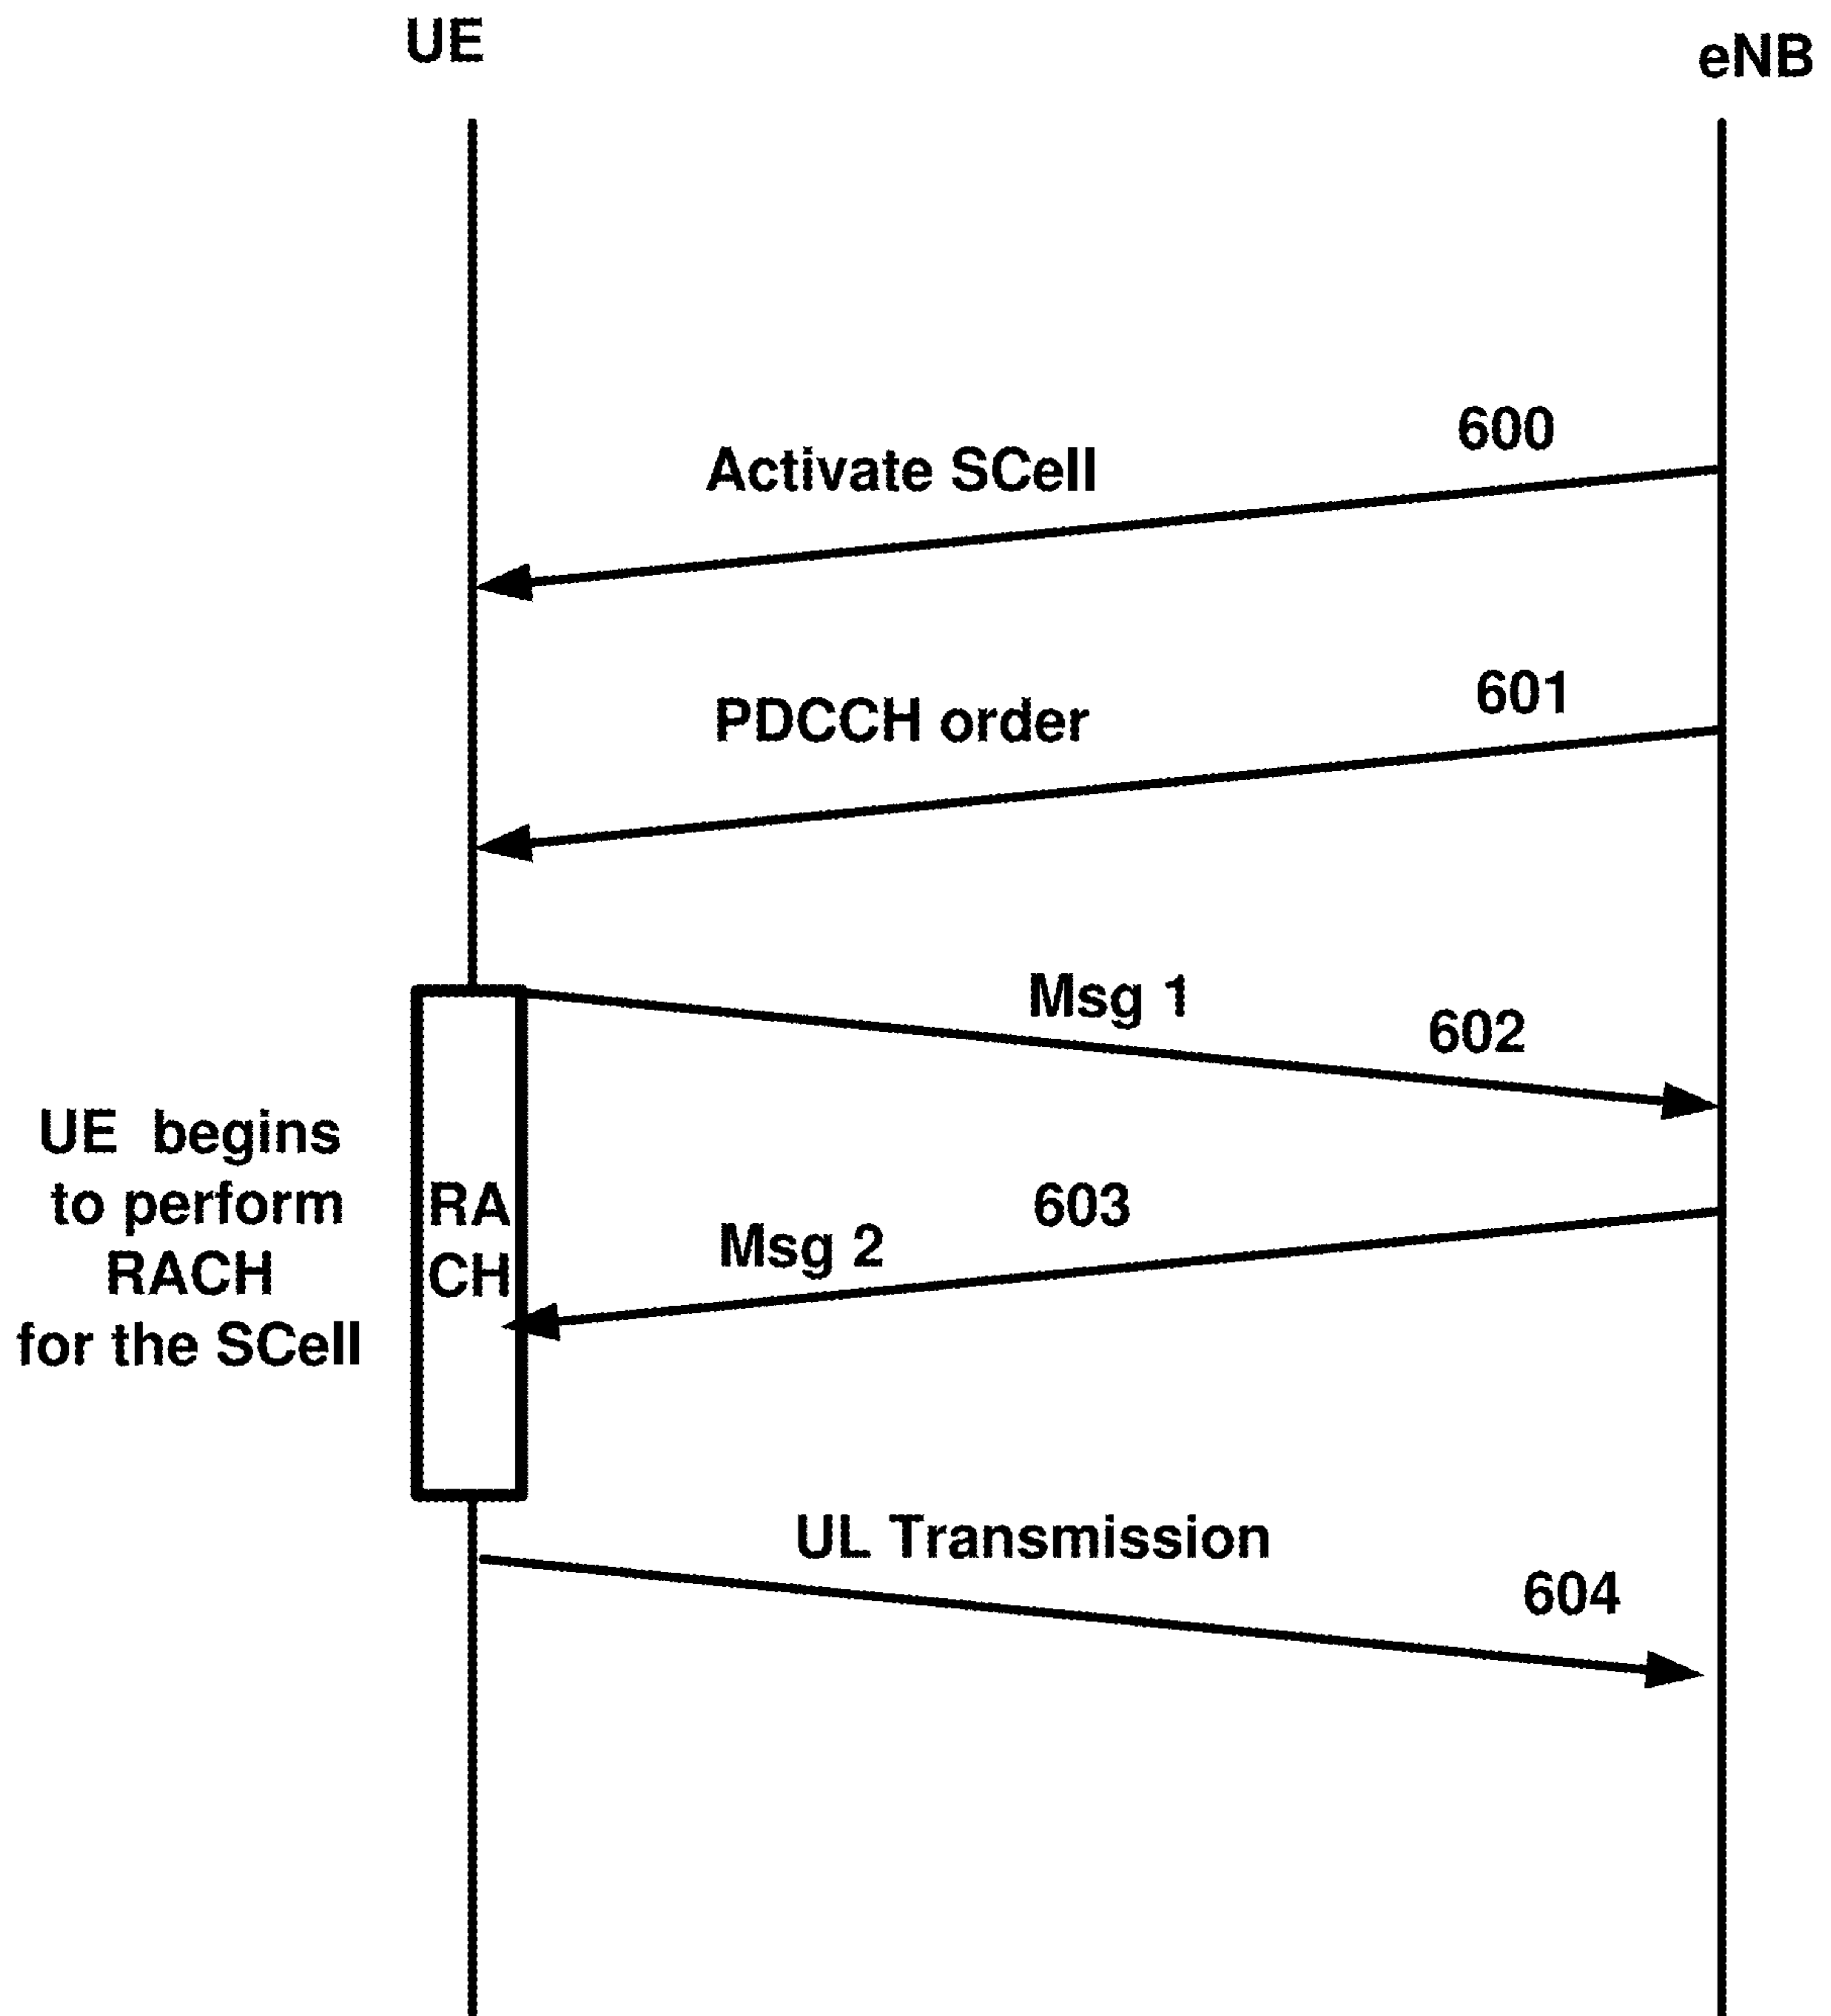 UE
eNB
600
Activate SCell
601
PDCCH order
Msg 1
602
UE begins
to perform
RACH
for the SCell
RA
CH
603
Msg 2
UL Transmission
604